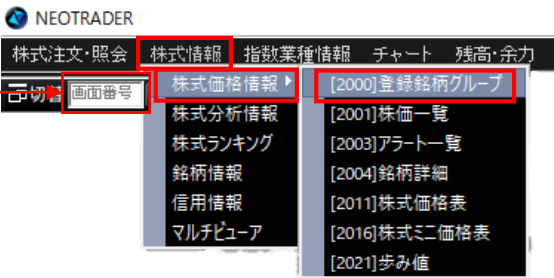 NEOTRADER
株式注文・照会 株式情報 指数業種情報 チャート 残高・余力
切替 画面番号
株式価格情報
株式分析情報
株式ランキング
銘柄情報
信用情報
マルチビューア
[2000]登録銘柄グループ
[2001]株価一覧
[2003]アラート一覧
[2004]銘柄詳細
[2011]株式価格表
[2016]株式ミニ価格表
[2021]歩み値